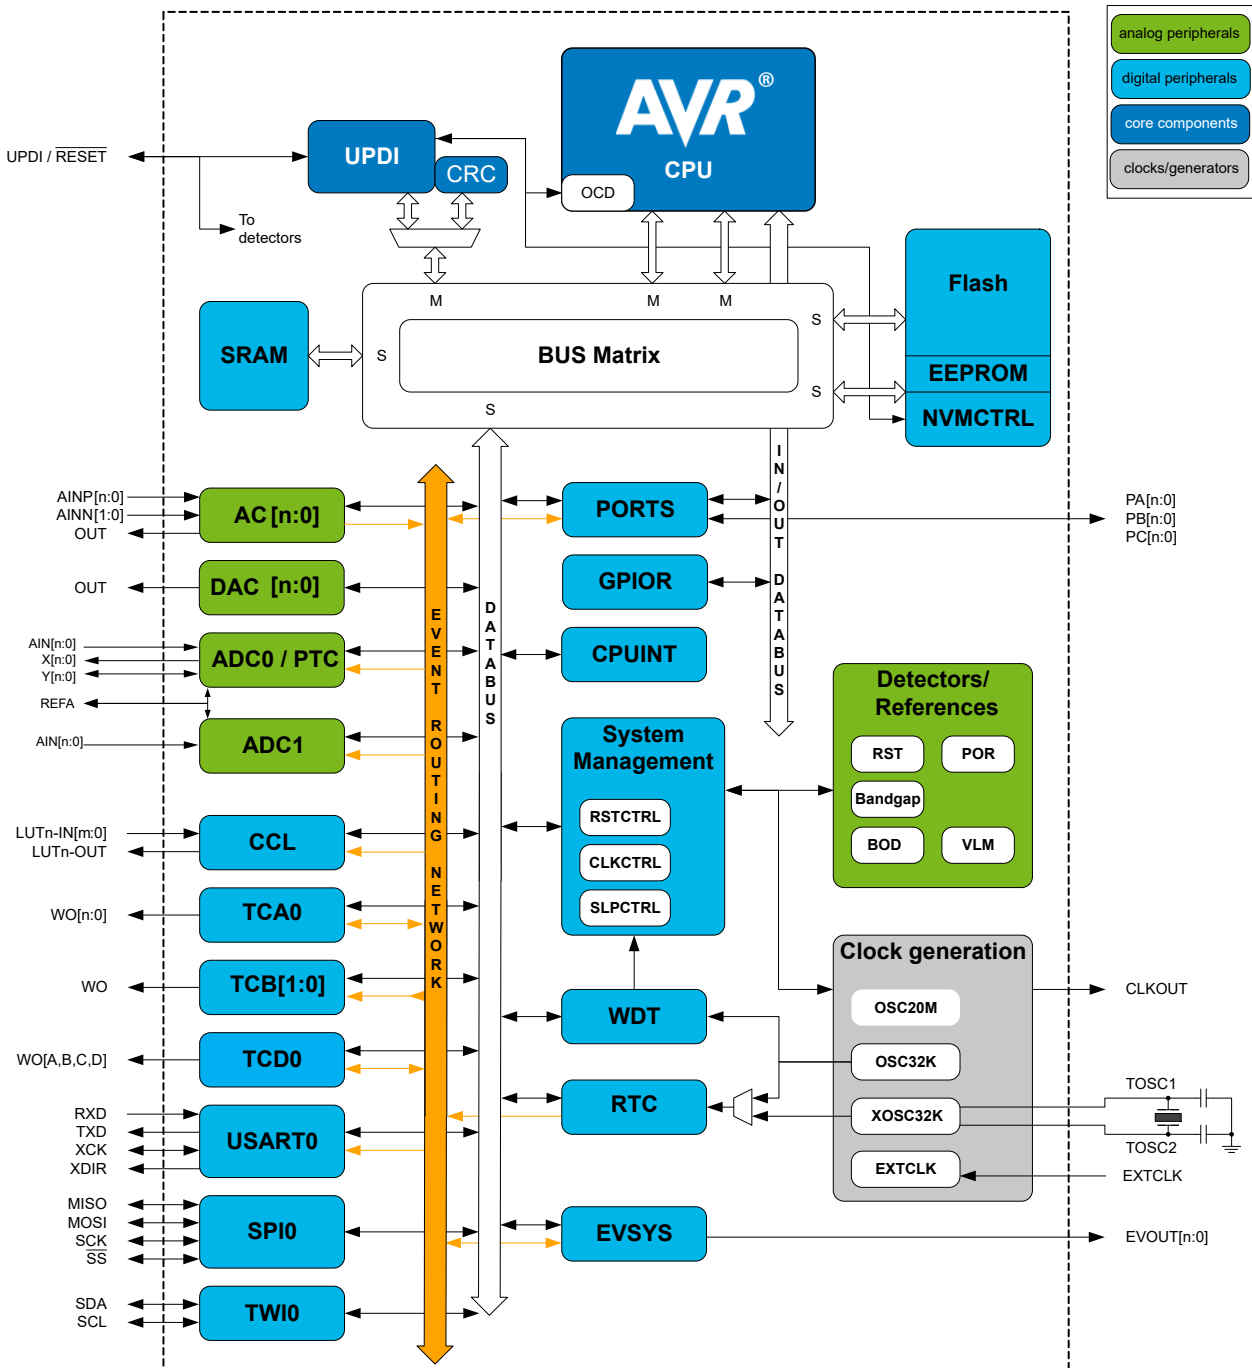 analog peripherals
digital peripherals
core components
clocks/generators
AVR®
CPU
OCD
UPDI / RESET
UPDI
CRC
To
detectors
M
M
M
Flash
SRAM
S
BUS Matrix
S
EEPROM
S
NVMCTRL
S
AINP[n:0]
AINN[1:0]
OUT
AC [n:0]
PORTS
PA[n:0]
PB[n:0]
PC[n:0]
OUT
DAC [n:0]
GPIOR
EVENT ROUTING NETWORK
DATABUS
IN/OUT DATABUS
AIN[n:0]
X[n:0]
Y[n:0]
ADC0 / PTC
CPUINT
REFA
AIN[n:0]
ADC1
System
Management
RSTCTRL
CLKCTRL
SLPCTRL
Detectors/
References
RST
POR
Bandgap
BOD
VLM
LUTn-IN[m:0]
LUTn-OUT
CCL
WO[n:0]
TCA0
WO
TCB[1:0]
WDT
Clock generation
OSC20M
CLKOUT
WO[A,B,C,D]
TCD0
OSC32K
RTC
XOSC32K
TOSC1
TOSC2
EXTCLK
EXTCLK
RXD
TXD
XCK
XDIR
USART0
MISO
MOSI
SCK
SS
SPI0
EVSYS
EVOUT[n:0]
SDA
SCL
TWI0